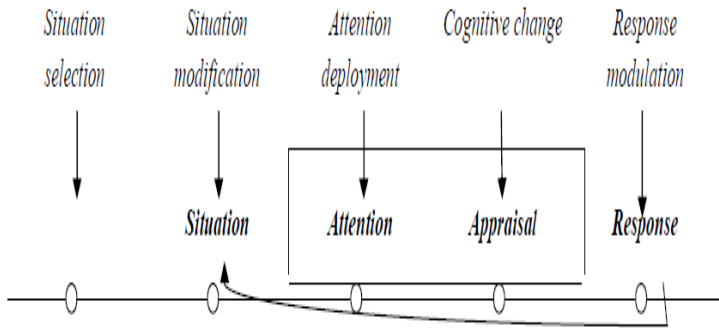 Situation selection
Situation modification
Attention deployment
Cognitive change
Response modulation
Situation
Attention
Appraisal
Response